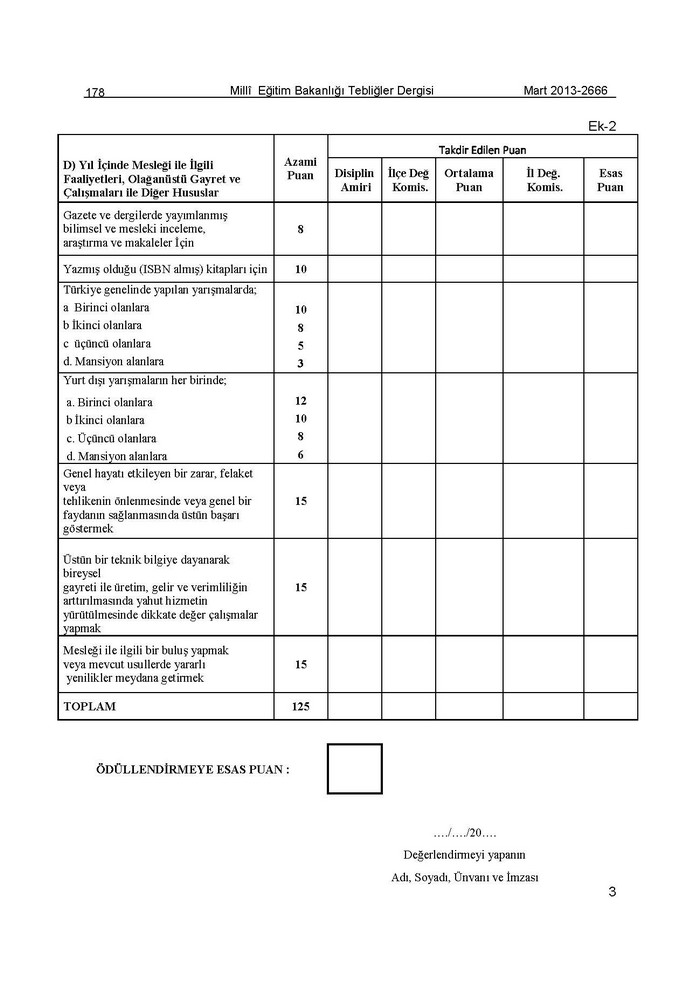 178 Millî Eğitim Bakanlığı Tebliğler Dergisi Mart 2013-2666
Ek-2
D) Yıl İçinde Mesleği ile İlgili
Faaliyetleri, Olağanüstü Gayret ve
Çalışmaları ile Diğer Hususlar
Azami
Puan
Takdir Edilen Puan
Disiplin
Amiri
İlçe Değ
Komis.
Ortalama
Puan
İl Değ.
Komis.
Esas
Puan
Gazete ve dergilerde yayımlanmış
bilimsel ve mesleki inceleme,
araştırma ve makaleler İçin
8
Yazmış olduğu (ISBN almış) kitapları için 10
Türkiye genelinde yapılan yarışmalarda;
a Birinci olanlara 10
b İkinci olanlara 8
c üçüncü olanlara 5
d. Mansiyon alanlara 3
Yurt dışı yarışmaların her birinde;
a. Birinci olanlara 12
b İkinci olanlara 10
c. Üçüncü olanlara 8
d. Mansiyon alanlara 6
Genel hayatı etkileyen bir zarar, felaket
veya
tehlikenin önlenmesinde veya genel bir
faydanın sağlanmasında üstün başarı
göstermek
15
Üstün bir teknik bilgiye dayanarak
bireysel
gayreti ile üretim, gelir ve verimliliğin
arttırılmasında yahut hizmetin
yürütülmesinde dikkate değer çalışmalar
yapmak
15
Mesleği ile ilgili bir buluş yapmak
veya mevcut usullerde yararlı
yenilikler meydana getirmek
15
TOPLAM 125
ÖDÜLLENDİRMEYE ESAS PUAN :
…./…./20….
Değerlendirmeyi yapanın
Adı, Soyadı, Ünvanı ve İmzası
3